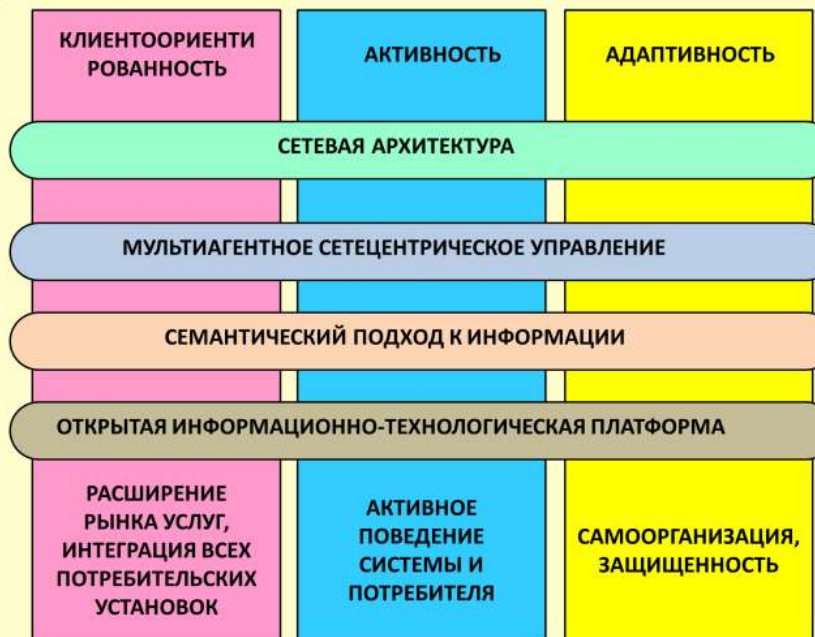 КЛИЕНТООРИЕНТИ
РОВАННОСТЬ
АКТИВНОСТЬ
АДАПТИВНОСТЬ
СЕТЕВАЯ АРХИТЕКТУРА
МУЛЬТИАГЕНТНОЕ СЕТЕЦЕНТРИЧЕСКОЕ УПРАВЛЕНИЕ
СЕМАНТИЧЕСКИЙ ПОДХОД К ИНФОРМАЦИИ
ОТКРЫТАЯ ИНФОРМАЦИОННО-ТЕХНОЛОГИЧЕСКАЯ ПЛАТФОРМА
РАСШИРЕНИЕ
РЫНКА УСЛУГ,
ИНТЕГРАЦИЯ ВСЕХ
ПОТРЕБИТЕЛЬСКИХ
УСТАНОВОК
АКТИВНОЕ
ПОВЕДЕНИЕ
СИСТЕМЫ И
ПОТРЕБИТЕЛЯ
САМООРГАНИЗАЦИЯ,
ЗАЩИЩЕННОСТЬ